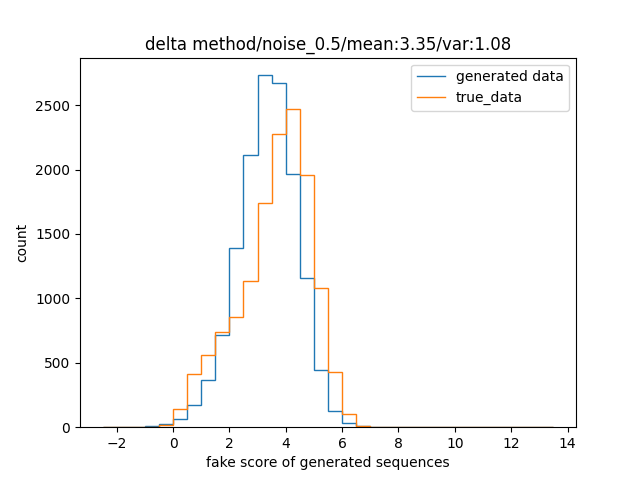 delta method/noise_0.5/mean:3.35/var:1.08
generated data
true_data
2500
2000
1500
1000
500
0
count
−2 0 2 4 6 8 10 12 14
fake score of generated sequences